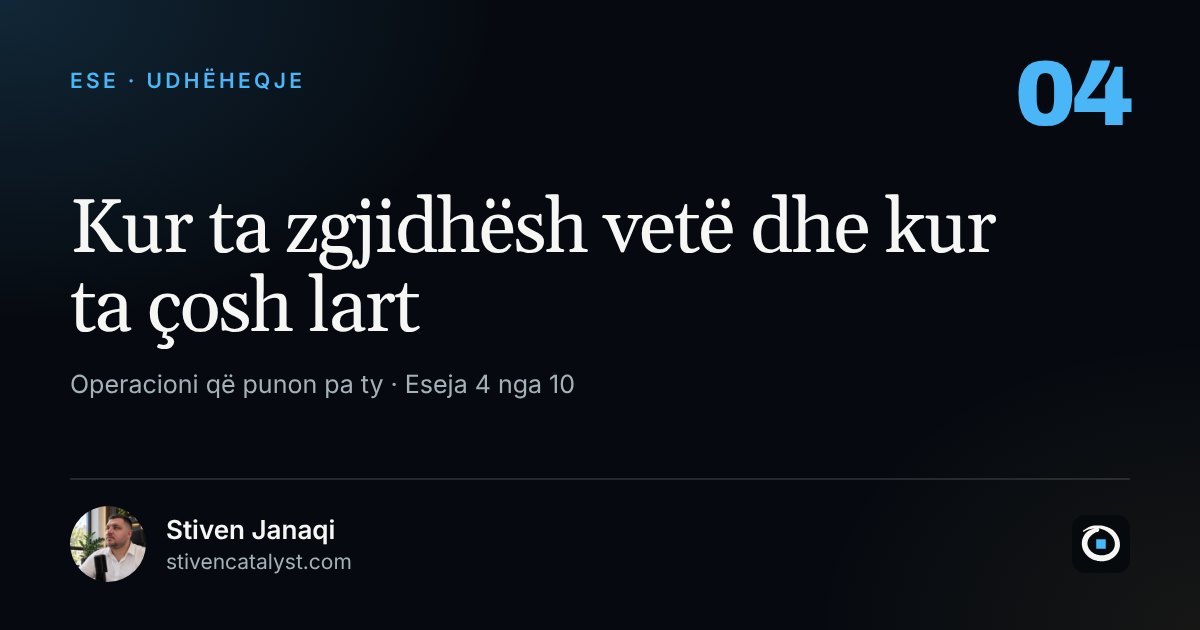 ESE · UDHËHEQJE
04
Kur ta zgjidhësh vetë dhe kur
ta çosh lart
Operacioni që punon pa ty · Eseja 4 nga 10
Stiven Janaqi
stivencatalyst.com